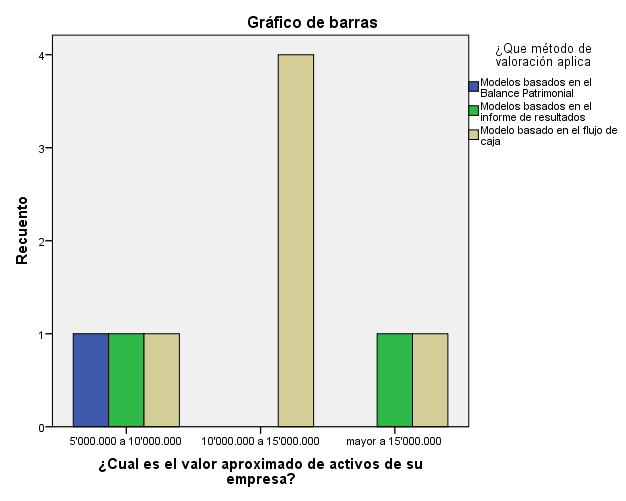 Gráfico de barras
¿Que método de
valoración aplica
Modelos basados en el
Balance Patrimonial
Modelos basados en el
informe de resultados
Modelo basado en el flujo de
caja
Recuento
4
3
2
1
0
5'000.000 a 10'000.000
10'000.000 a 15'000.000
mayor a 15'000.000
¿Cual es el valor aproximado de activos de su
empresa?